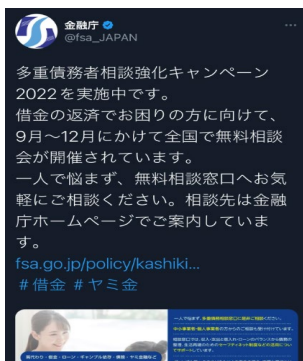 金融庁
@fsa_JAPAN
多重債務者相談強化キャンペーン
2022を実施中です。
借金の返済でお困りの方に向けて、
9月～12月にかけて全国で無料相談
会が開催されています。
一人で悩まず、無料相談窓口へお気
軽にご相談ください。相談先は金融
庁ホームページでご案内していま
す。
fsa.go.jp/policy/kashiki...
#借金 #ヤミ金